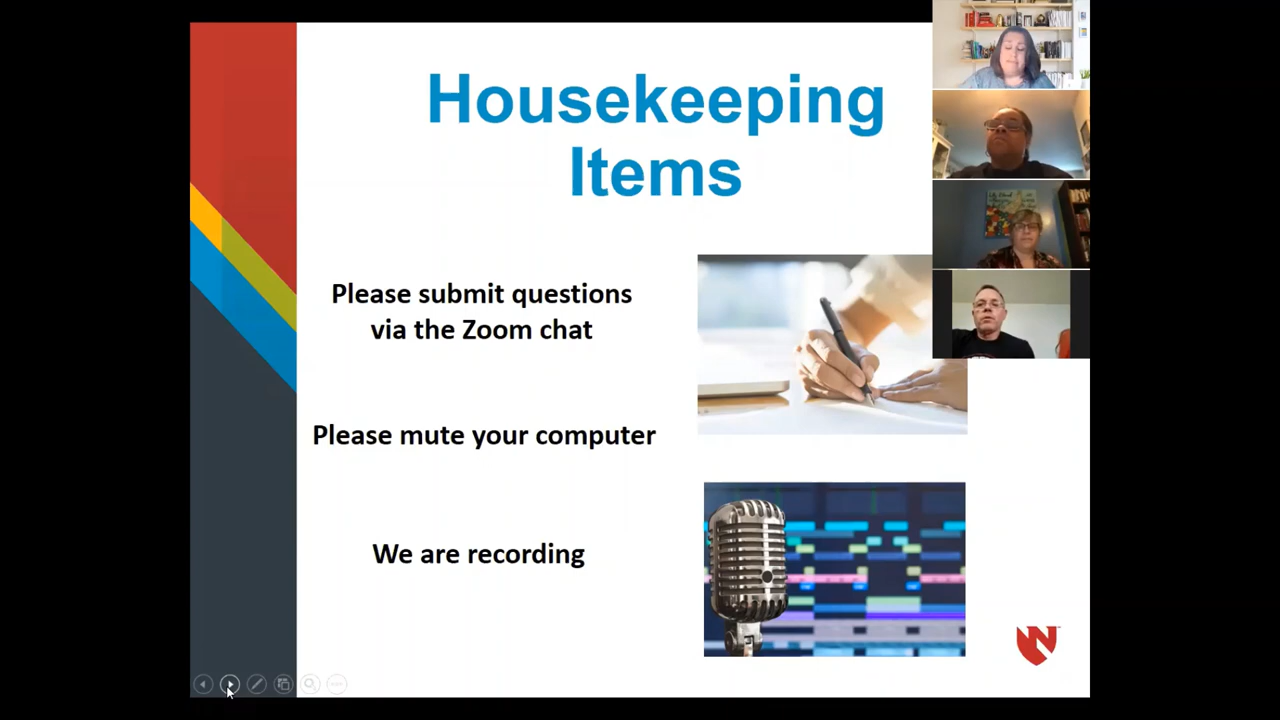 Housekeeping
Items
Please submit questions
via the Zoom chat
Please mute your computer
We are recording